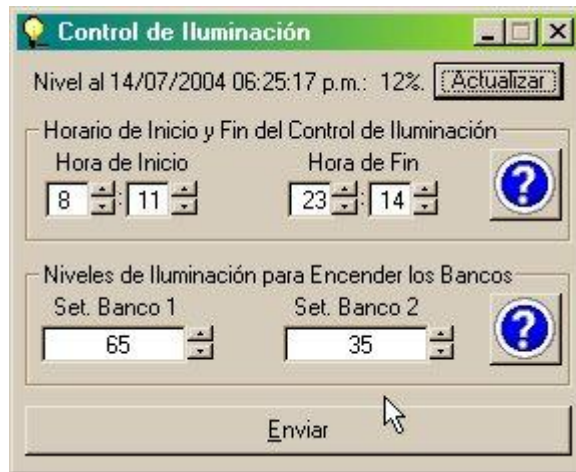 Control de Iluminación
Nivel al 14/07/2004 06:25:17 p.m.: 12%. Actualizar
Horario de Inicio y Fin del Control de Iluminación
Hora de Inicio Hora de Fin
8 : 11 23 : 14
Niveles de Iluminación para Encender los Bancos
Set. Banco 1 Set. Banco 2
65 35
Enviar